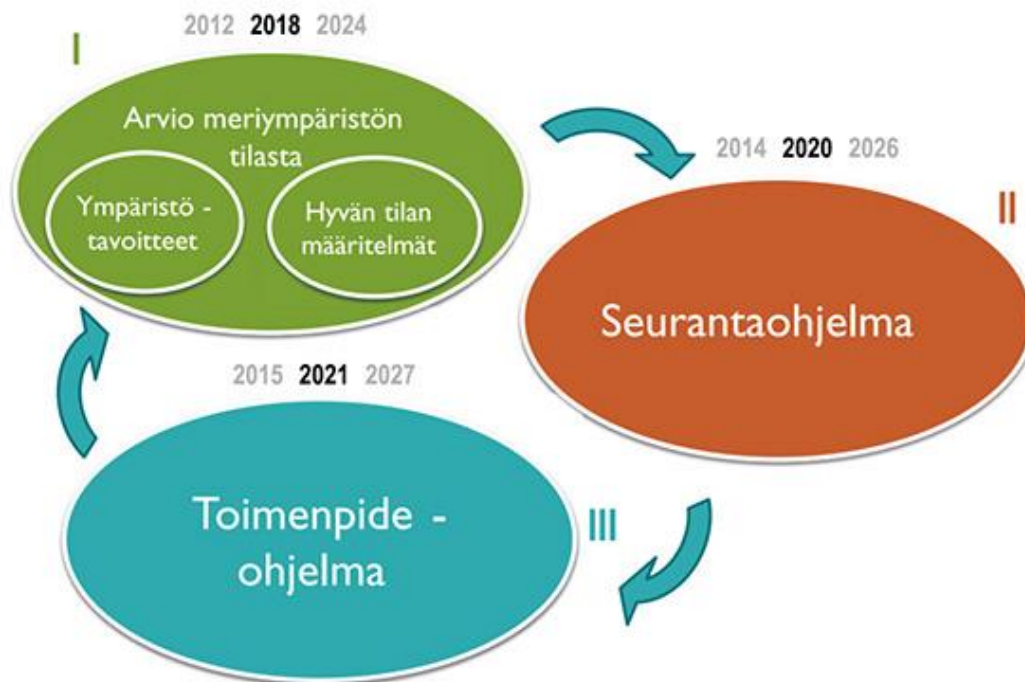 I
2012 2018 2024
Arvio meriympäristön
tilasta
Ympäristö -
tavoitteet
Hyvän tilan
määritelmät
2014 2020 2026
II
Seurantaohjelma
2015 2021 2027
Toimenpide -
ohjelma
III